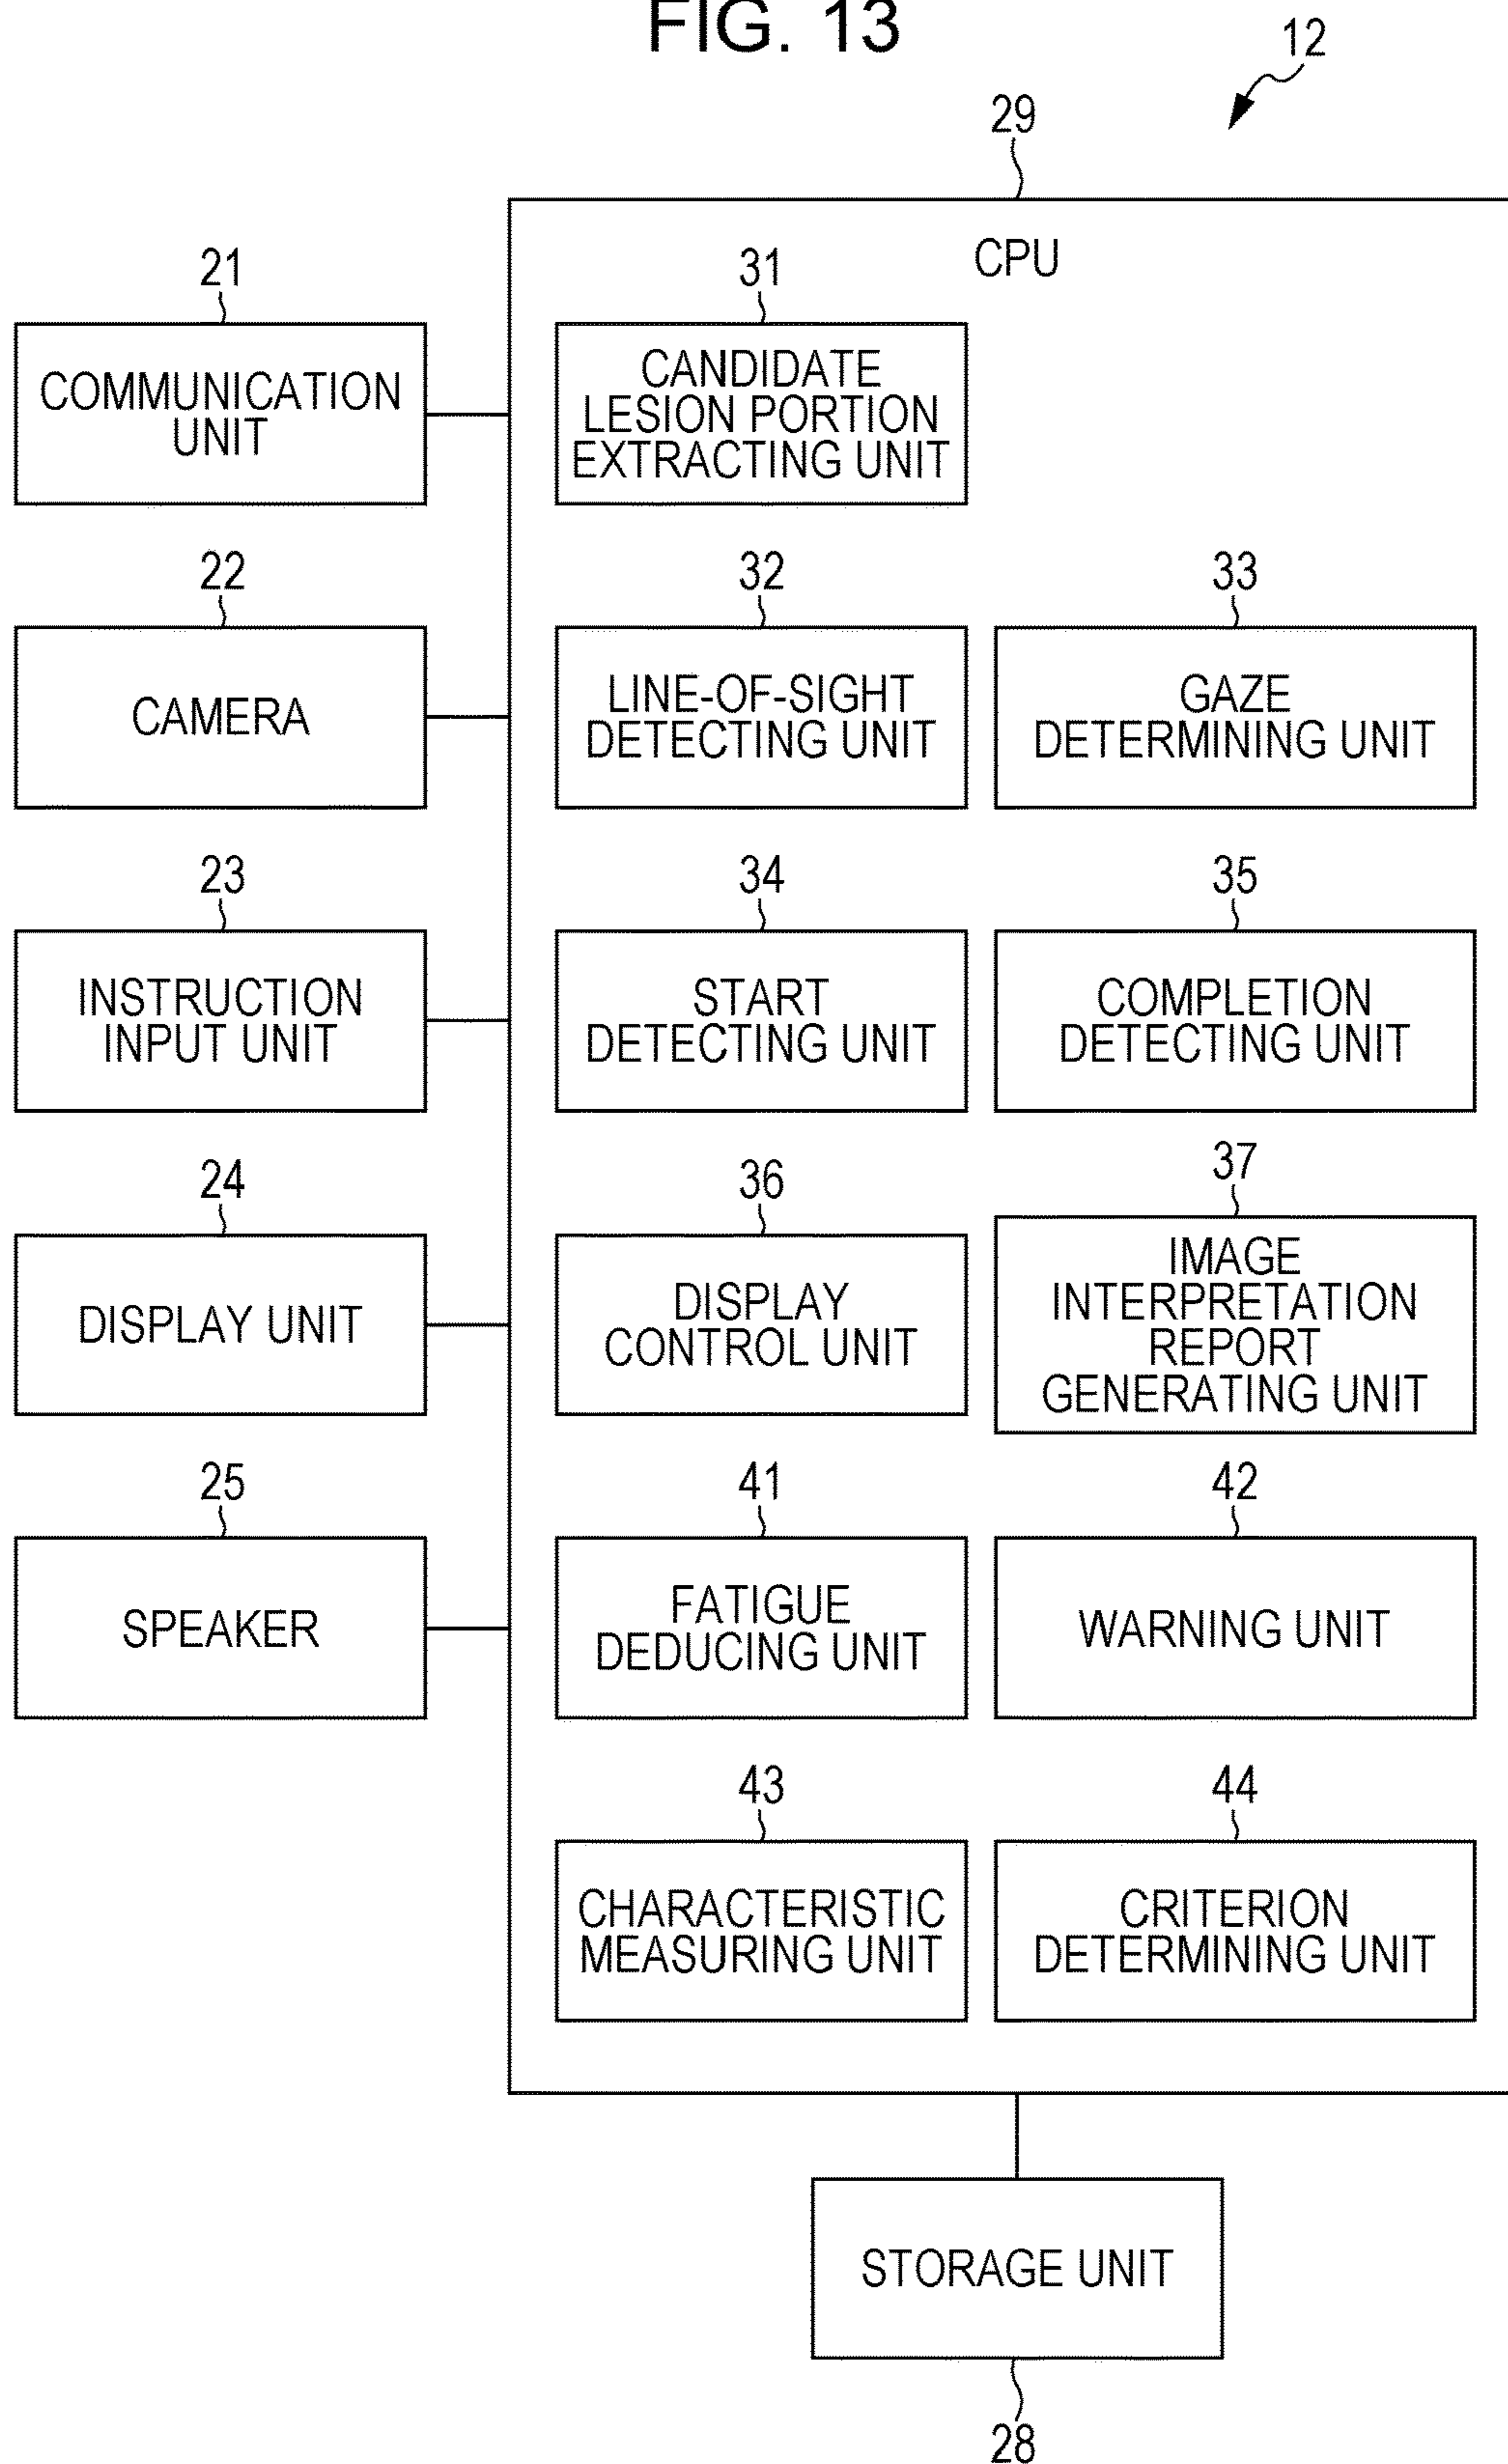 FIG. 13
12
29
CPU
21
COMMUNICATION
UNIT
31
CANDIDATE
LESION PORTION
EXTRACTING UNIT
22
CAMERA
32
LINE-OF-SIGHT
DETECTING UNIT
33
GAZE
DETERMINING UNIT
23
INSTRUCTION
INPUT UNIT
34
START
DETECTING UNIT
35
COMPLETION
DETECTING UNIT
24
DISPLAY UNIT
36
DISPLAY
CONTROL UNIT
37
IMAGE
INTERPRETATION
REPORT
GENERATING UNIT
25
SPEAKER
41
FATIGUE
DEDUCING UNIT
42
WARNING UNIT
43
CHARACTERISTIC
MEASURING UNIT
44
CRITERION
DETERMINING UNIT
STORAGE UNIT
28